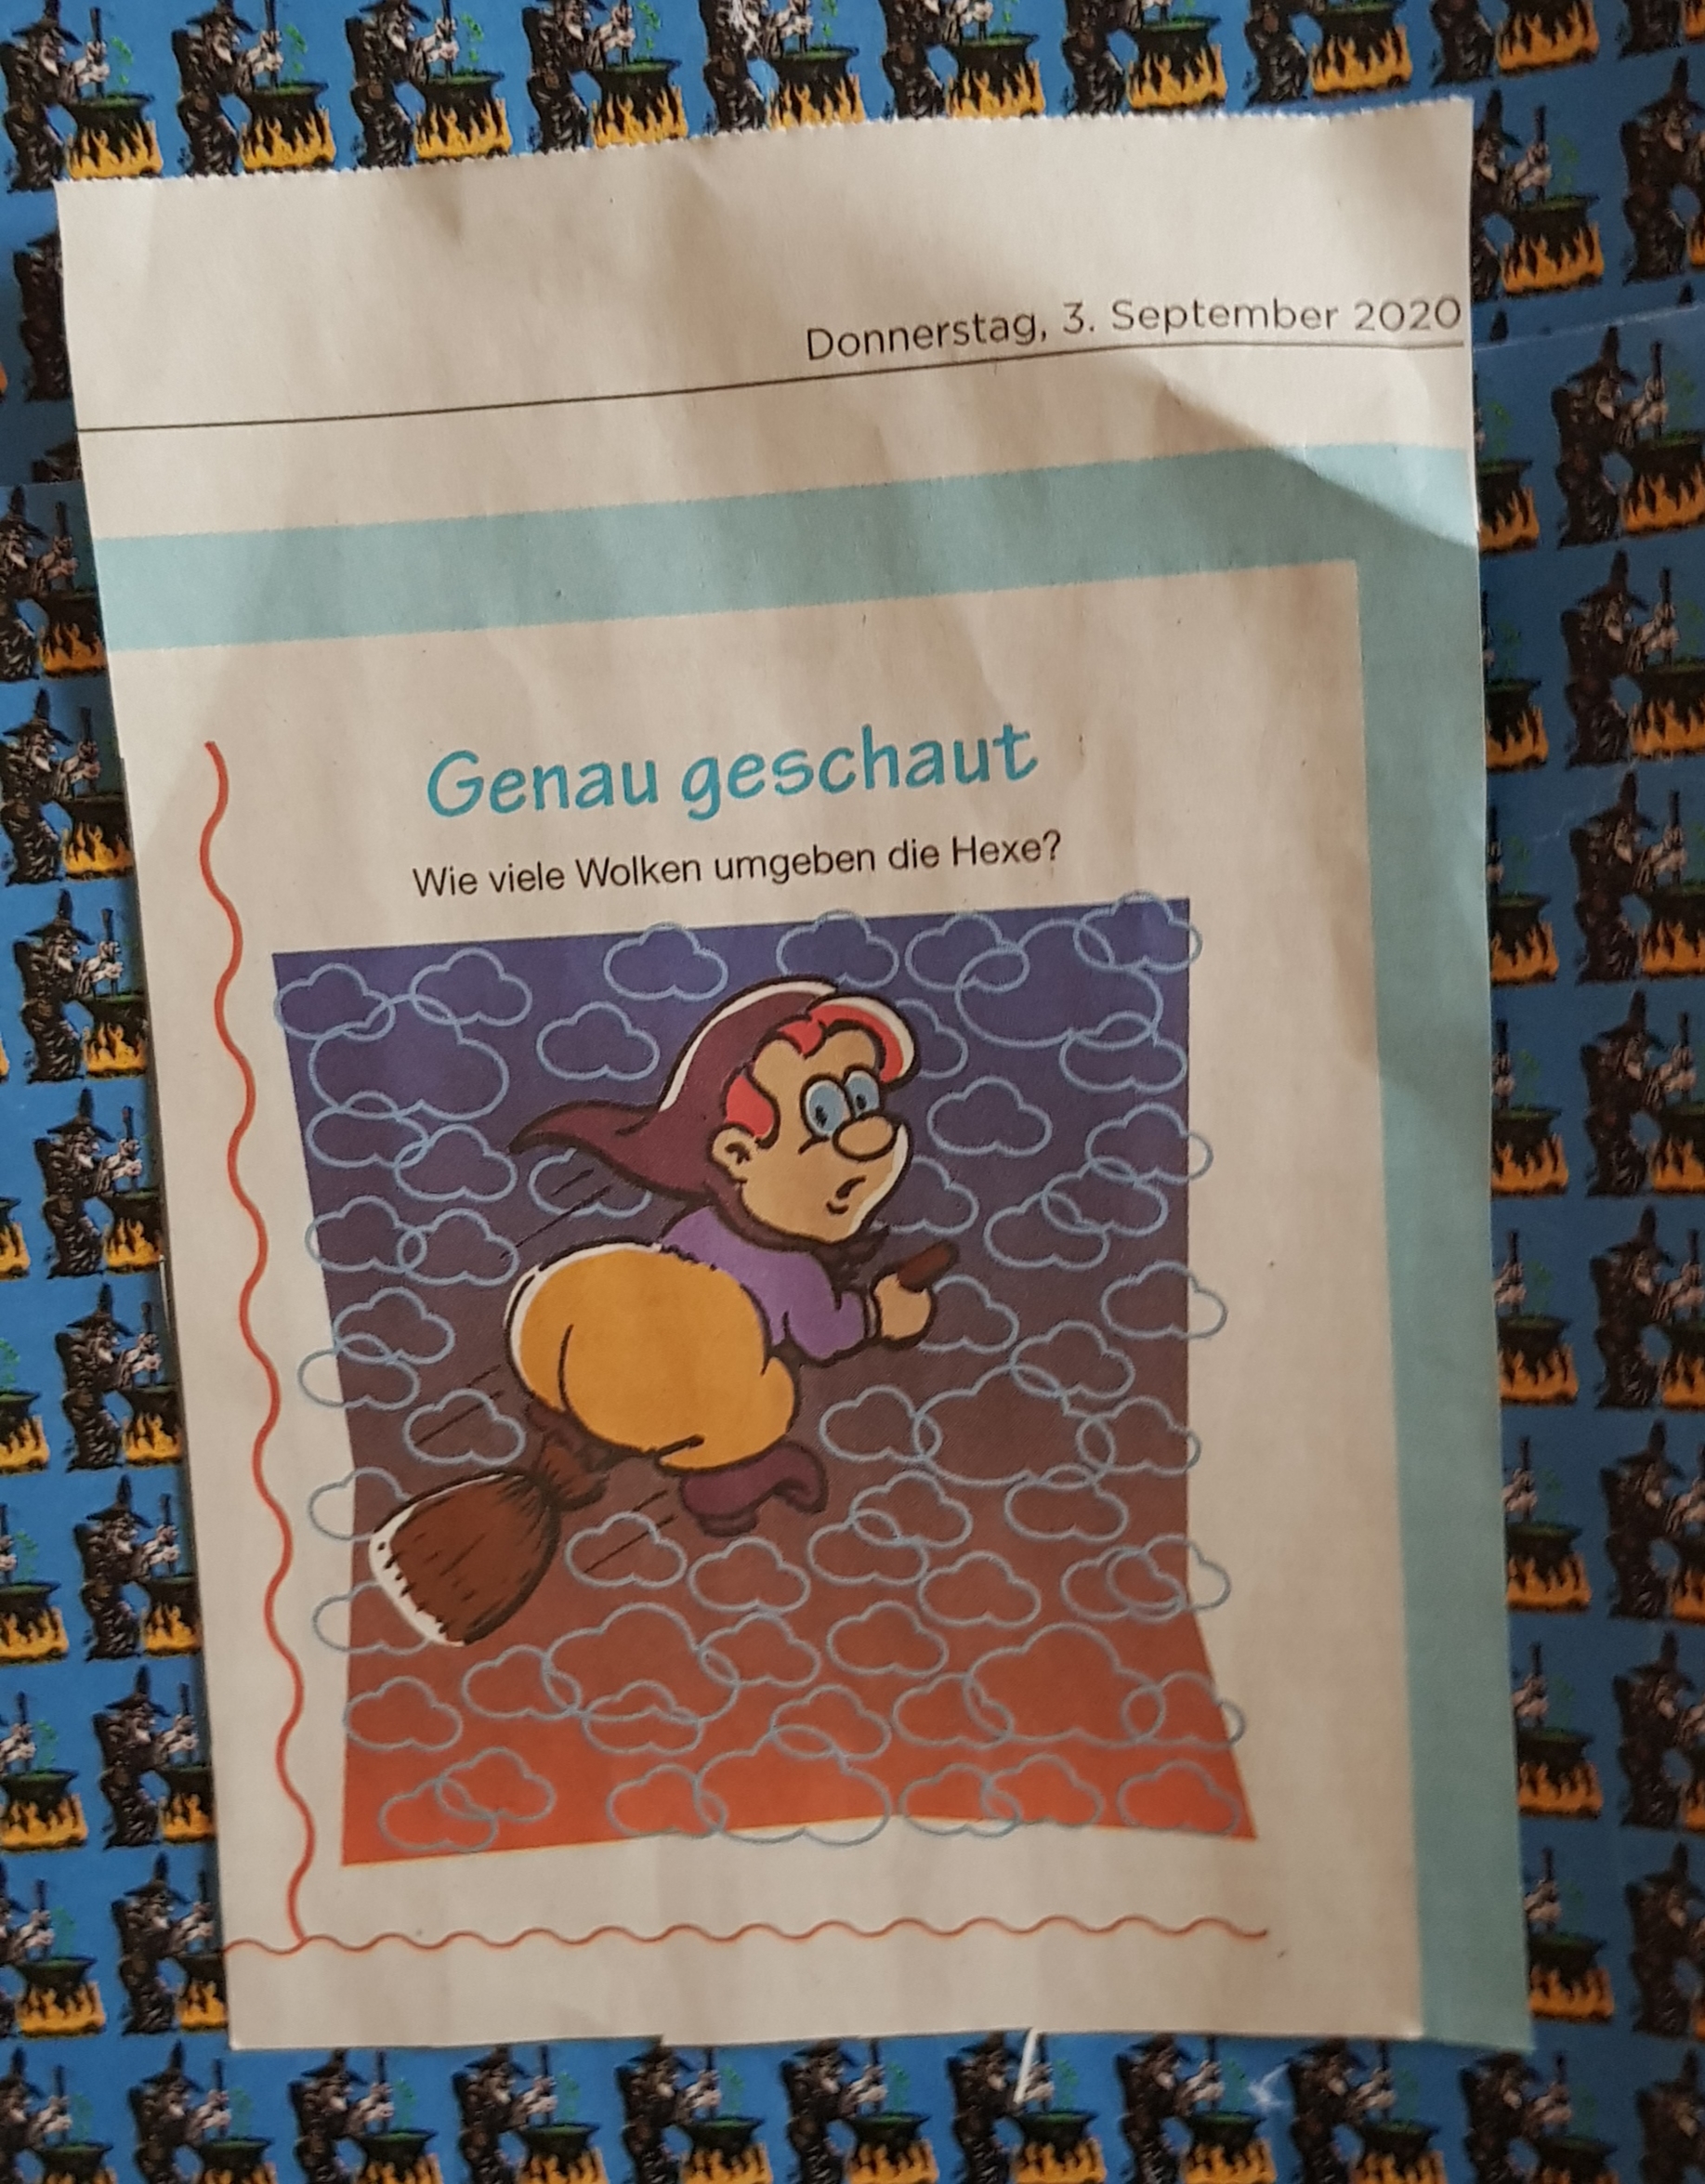 Donnerstag, 3. September 2020
Genau geschaut
Wie viele Wolken umgeben die Hexe?